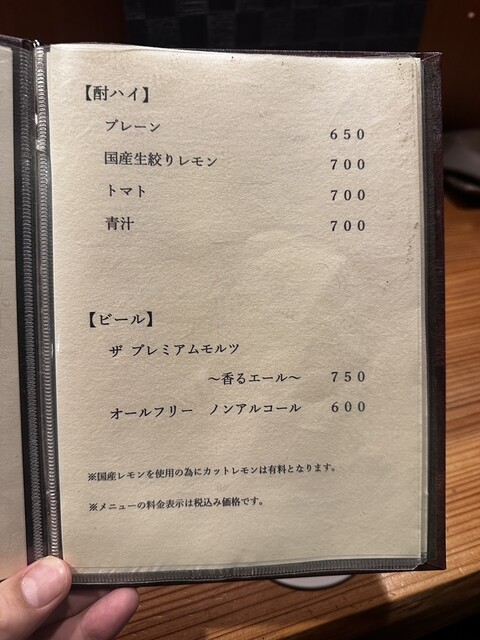 【酎ハイ】
プレーン 650
国産生絞りレモン 700
トマト 700
青汁 700
【ビール】
ザ プレミアムモルツ
～香るエール～ 750
オールフリー ノンアルコール 600
※国産レモンを使用の為にカットレモンは有料となります。
※メニューの料金表示は税込み価格です。